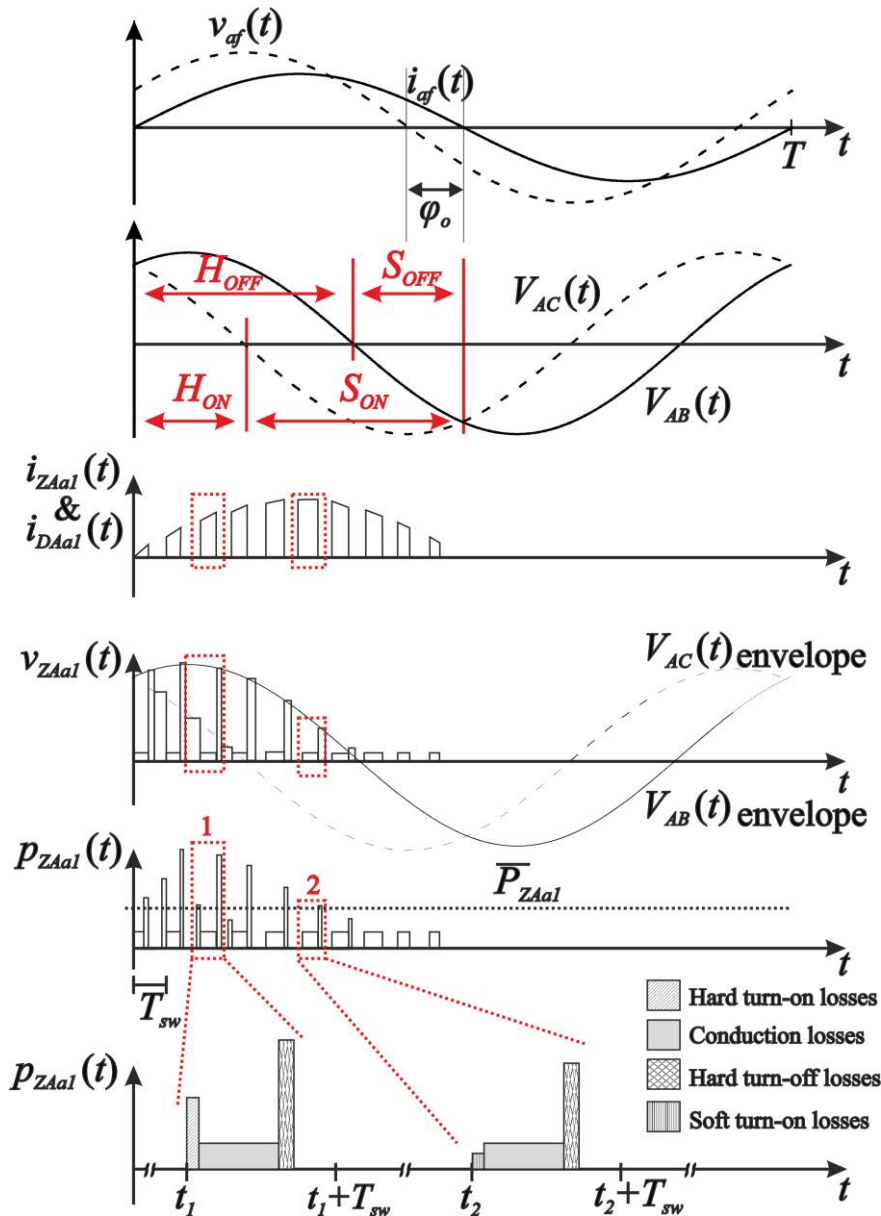 v_af(t)
i_af(t)
T
t
φ_o
H_OFF
S_OFF
V_AC(t)
t
H_ON
S_ON
V_AB(t)
i_ZAa1(t)
&
i_DAa1(t)
t
v_ZAa1(t)
V_AC(t) envelope
t
V_AB(t) envelope
p_ZAa1(t)
1
2
P̅_ZAa1
t
T_sw
Hard turn-on losses
Conduction losses
Hard turn-off losses
Soft turn-on losses
p_ZAa1(t)
t_1
t_1+T_sw
t_2
t_2+T_sw
t